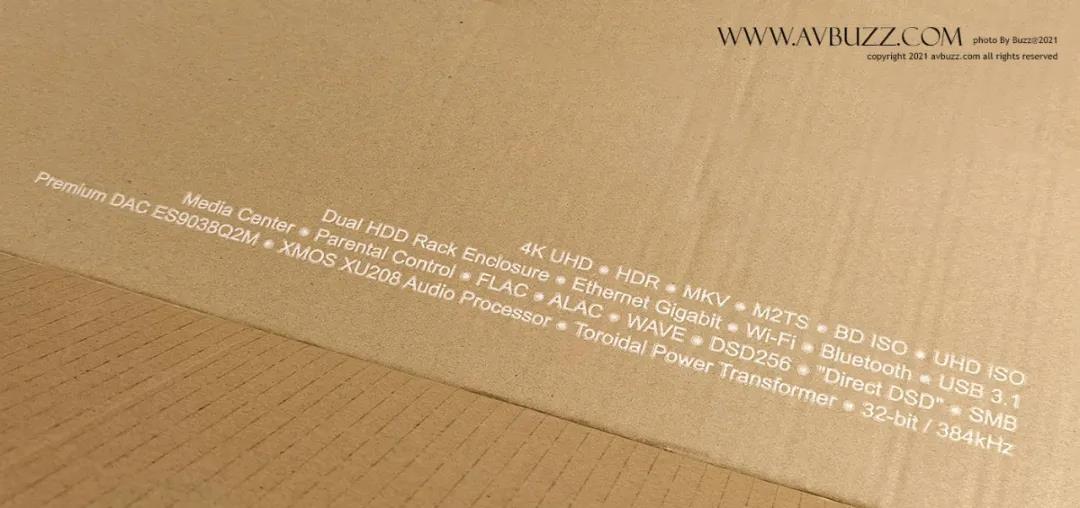 WWW.AVBUZZ.COM photo By Buzz@2021
copyright 2021 avbuzz.com all rights reserved
4K UHD ● HDR ● MKV ● M2TS ● BD ISO ● UHD ISO
Dual HDD Rack Enclosure ● Ethernet Gigabit ● Wi-Fi ● Bluetooth ● USB 3.1
Media Center ● Parental Control ● FLAC ● ALAC ● WAVE ● DSD256 ● "Direct DSD" ● SMB
Premium DAC ES9038Q2M ● XMOS XU208 Audio Processor ● Toroidal Power Transformer ● 32-bit / 384kHz